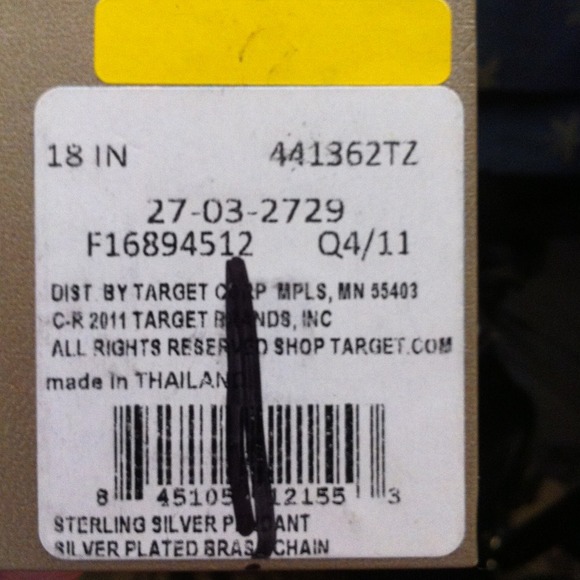 18 IN 441362TZ
27-03-2729
F16894512 Q4/11
DIST. BY TARGET CORP MPLS, MN 55403
C-R 2011 TARGET BRANDS, INC
ALL RIGHTS RESERVED SHOP TARGET.COM
made in THAILAND
8 45105 12155 3
STERLING SILVER PENDANT
SILVER PLATED BRASS CHAIN